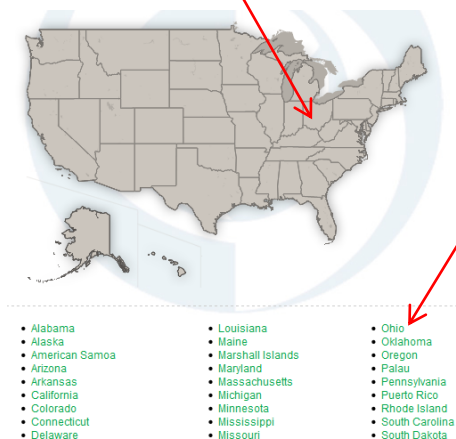 Alabama
Alaska
American Samoa
Arizona
Arkansas
California
Colorado
Connecticut
Delaware
Louisiana
Maine
Marshall Islands
Maryland
Massachusetts
Michigan
Minnesota
Mississippi
Missouri
Ohio
Oklahoma
Oregon
Palau
Pennsylvania
Puerto Rico
Rhode Island
South Carolina
South Dakota